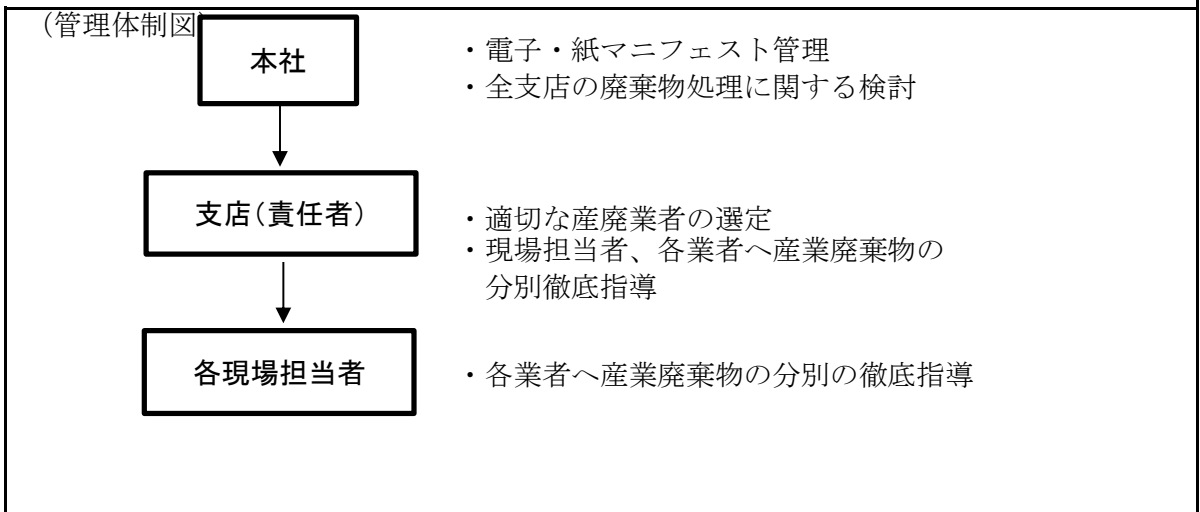 (管理体制図)
本社
・電子・紙マニフェスト管理
・全支店の廃棄物処理に関する検討
支店(責任者)
・適切な産廃業者の選定
・現場担当者、各業者へ産業廃棄物の
分別徹底指導
各現場担当者
・各業者へ産業廃棄物の分別の徹底指導